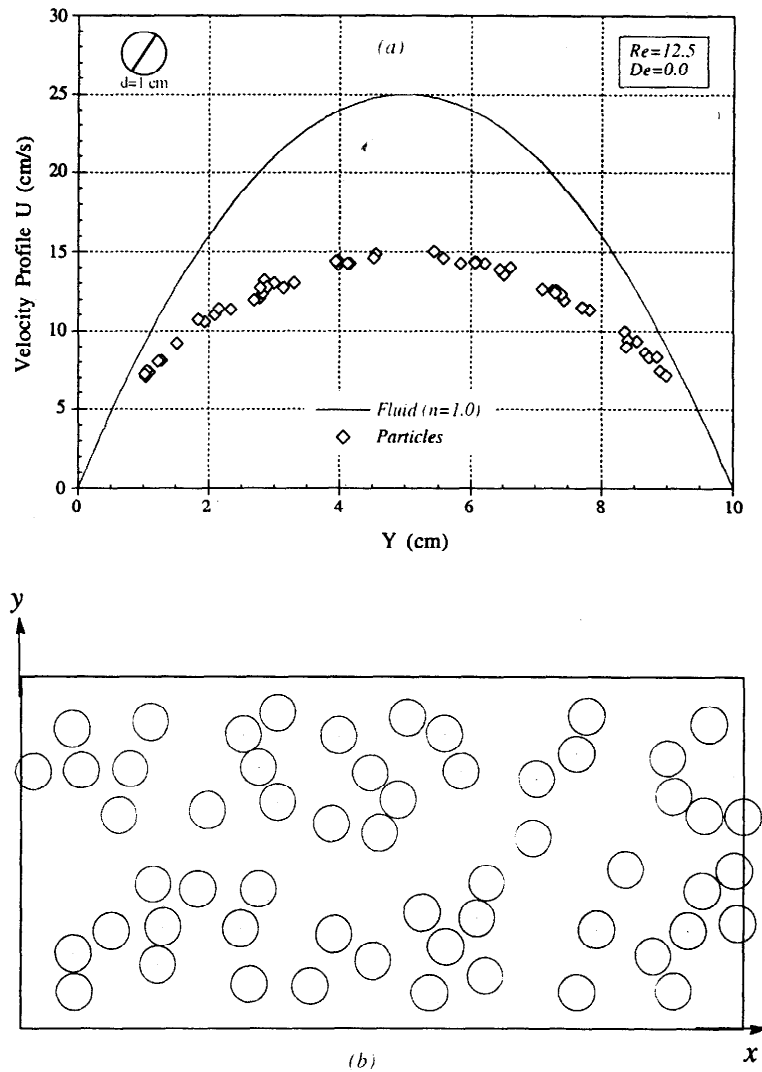 30
(a)
Re=12.5
De=0.0
d=1 cm
25
20
15
10
5
0
Velocity Profile U (cm/s)
Fluid (n=1.0)
Particles
0 2 4 6 8 10
Y (cm)
y
x
(b)